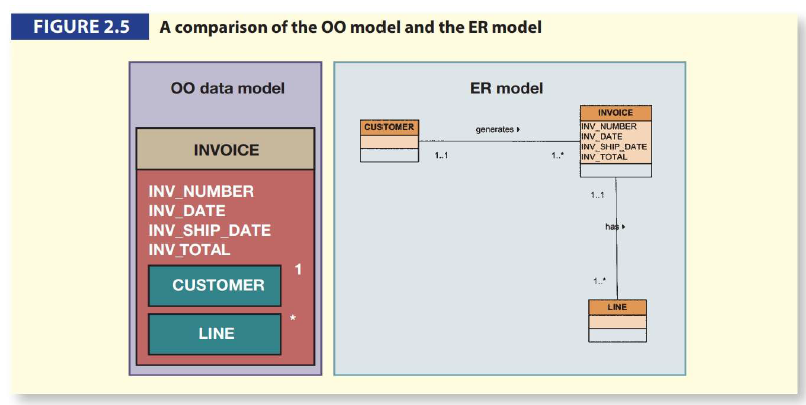 FIGURE 2.5 A comparison of the OO model and the ER model
OO data model
INVOICE
INV_NUMBER
INV_DATE
INV_SHIP_DATE
INV_TOTAL
1
CUSTOMER
*
LINE
ER model
CUSTOMER
generates
1..1
1..*
INVOICE
INV_NUMBER
INV_DATE
INV_SHIP_DATE
INV_TOTAL
1..1
has
1..*
LINE